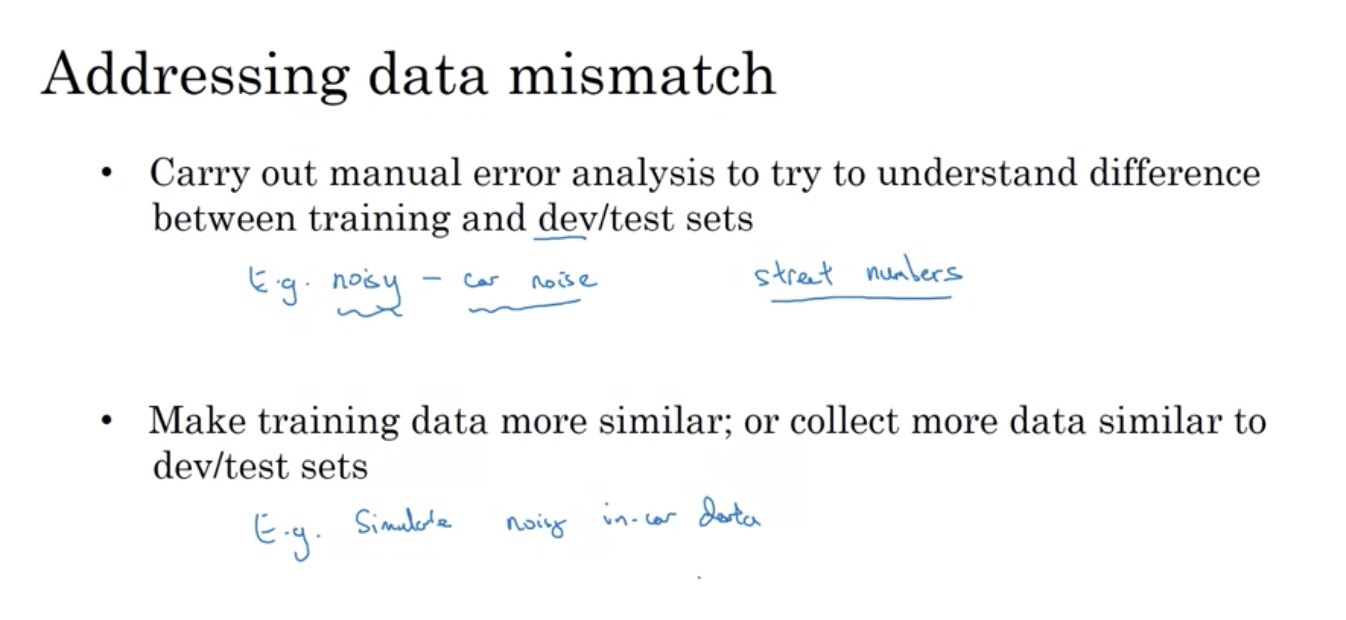 Addressing data mismatch
• Carry out manual error analysis to try to understand difference
between training and dev/test sets
E.g. noisy - car noise street numbers
• Make training data more similar; or collect more data similar to
dev/test sets
E.g. Simulate noisy in-car data